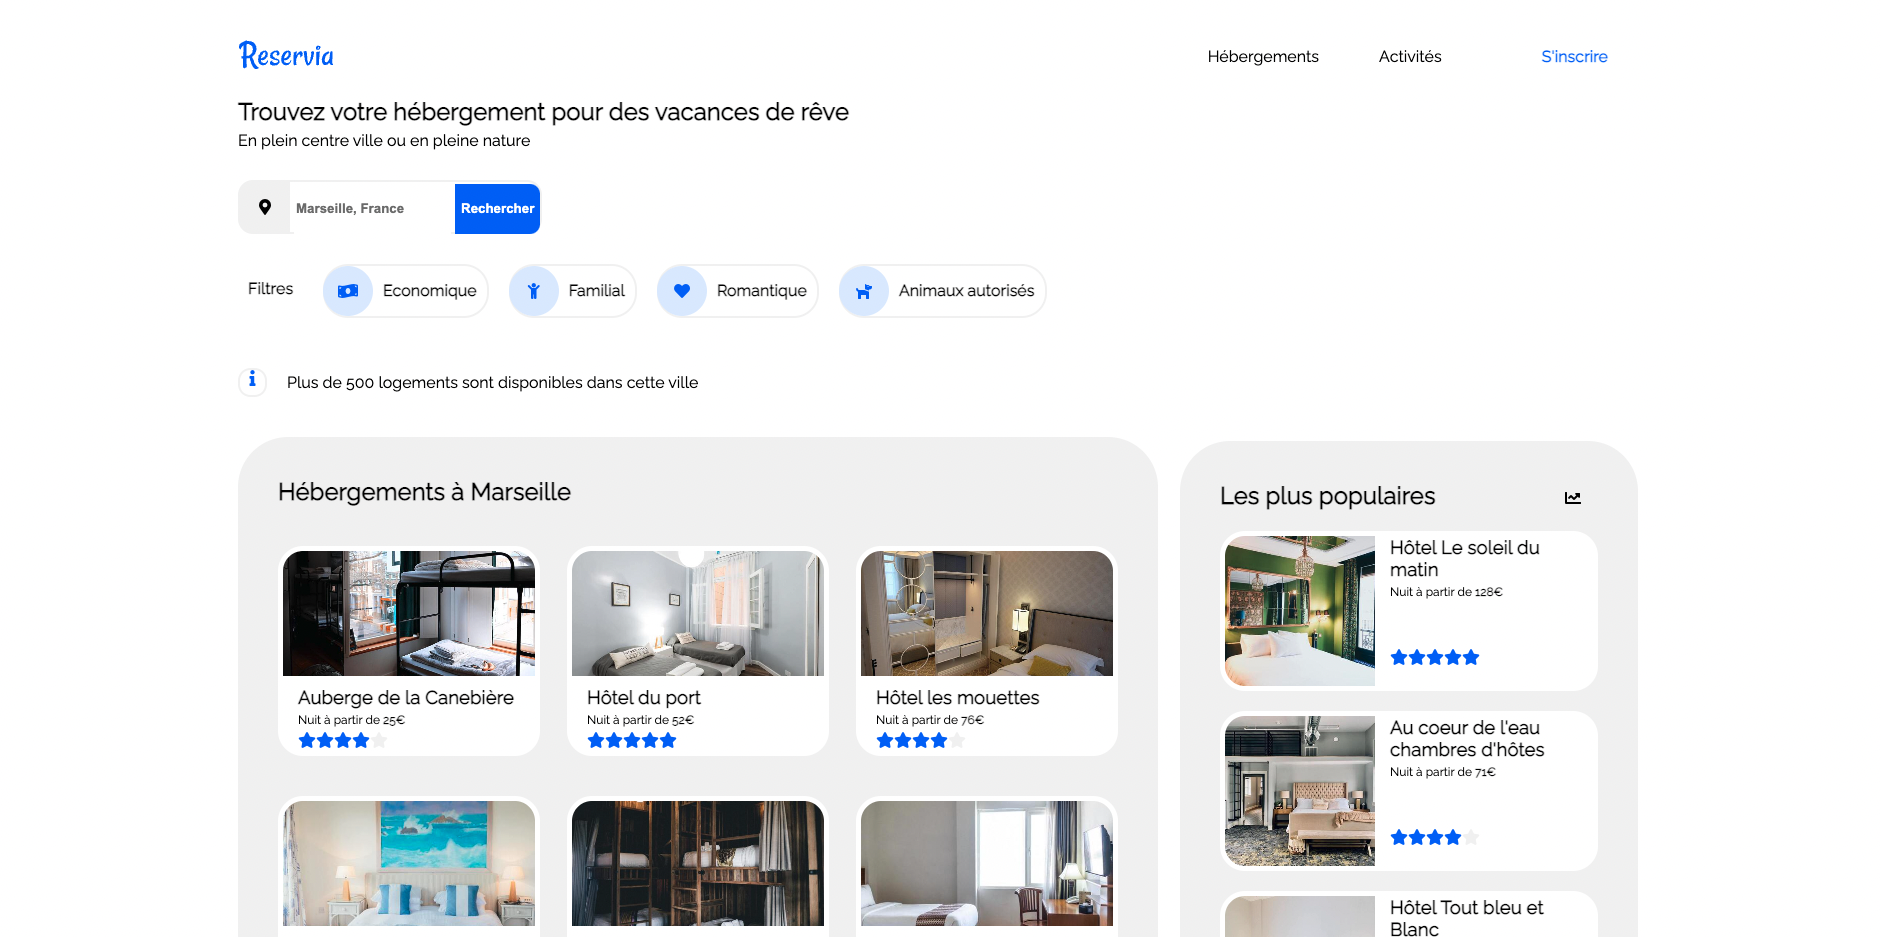 Reservia
Hébergements
Activités
S'inscrire
Trouvez votre hébergement pour des vacances de rêve
En plein centre ville ou en pleine nature
Marseille, France
Rechercher
Filtres
Economique
Familial
Romantique
Animaux autorisés
Plus de 500 logements sont disponibles dans cette ville
Hébergements à Marseille
Auberge de la Canebière
Nuit à partir de 25€
Hôtel du port
Nuit à partir de 52€
Hôtel les mouettes
Nuit à partir de 76€
Les plus populaires
Hôtel Le soleil du
matin
Nuit à partir de 128€
Au coeur de l'eau
chambres d'hôtes
Nuit à partir de 71€
Hôtel Tout bleu et
Blanc